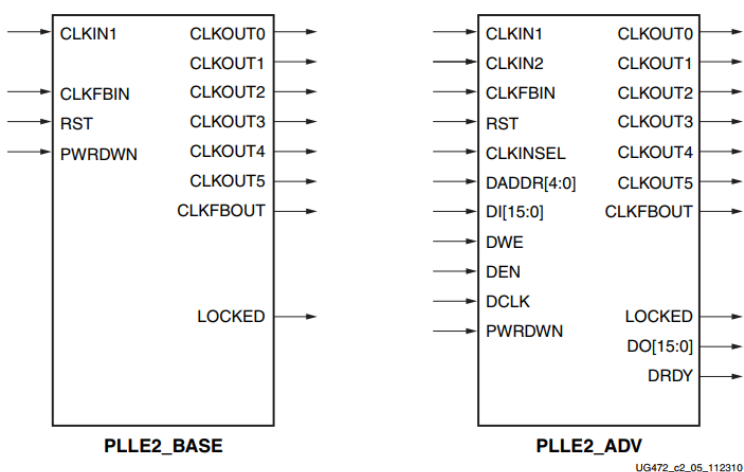 CLKIN1 CLKOUT0
CLKOUT1
CLKFBIN CLKOUT2
RST CLKOUT3
PWRDWN CLKOUT4
CLKOUT5
CLKFBOUT
LOCKED
PLLE2_BASE
CLKIN1 CLKOUT0
CLKIN2 CLKOUT1
CLKFBIN CLKOUT2
RST CLKOUT3
CLKINSEL CLKOUT4
DADDR[4:0] CLKOUT5
DI[15:0] CLKFBOUT
DWE
DEN
DCLK LOCKED
PWRDWN DO[15:0]
DRDY
PLLE2_ADV
UG472_c2_05_112310